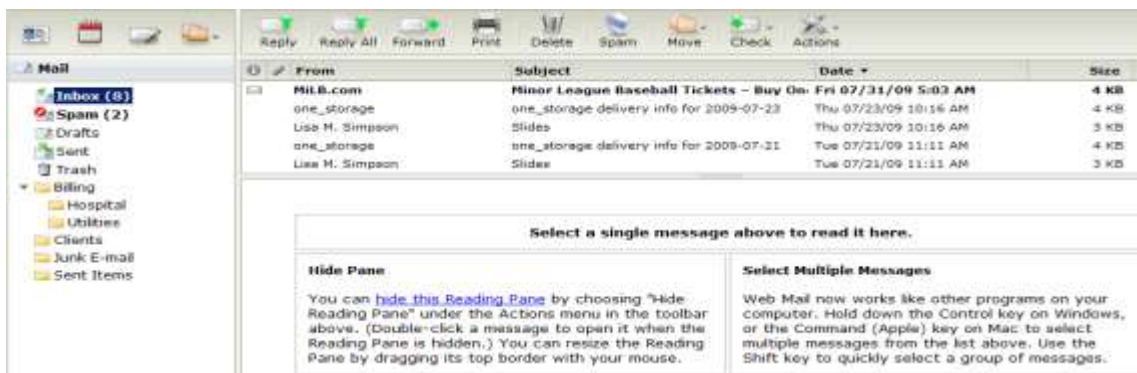 Reply Reply All Forward Print Delete Spam Move Check Actions
Mail
From Subject Date Size
Inbox (8)
Spam (2)
Drafts
Sent
Trash
Billing
Hospital
Utilities
Clients
Junk E-mail
Sent Items
MiLB.com Minor League Baseball Tickets - Buy On Fri 07/31/09 5:03 AM 4 KB
one_storage one_storage delivery info for 2009-07-23 Thu 07/23/09 10:16 AM 4 KB
Lisa M. Simpson Slides Thu 07/23/09 10:16 AM 3 KB
one_storage one_storage delivery info for 2009-07-21 Tue 07/21/09 11:11 AM 4 KB
Lisa M. Simpson Slides Tue 07/21/09 11:11 AM 3 KB
Select a single message above to read it here.
Hide Pane
You can hide this Reading Pane by choosing "Hide
Reading Pane" under the Actions menu in the toolbar
above. (Double-click a message to open it when the
Reading Pane is hidden.) You can resize the Reading
Pane by dragging its top border with your mouse.
Select Multiple Messages
Web Mail now works like other programs on your
computer. Hold down the Control key on Windows,
or the Command (Apple) key on Mac to select
multiple messages from the list above. Use the
Shift key to quickly select a group of messages.